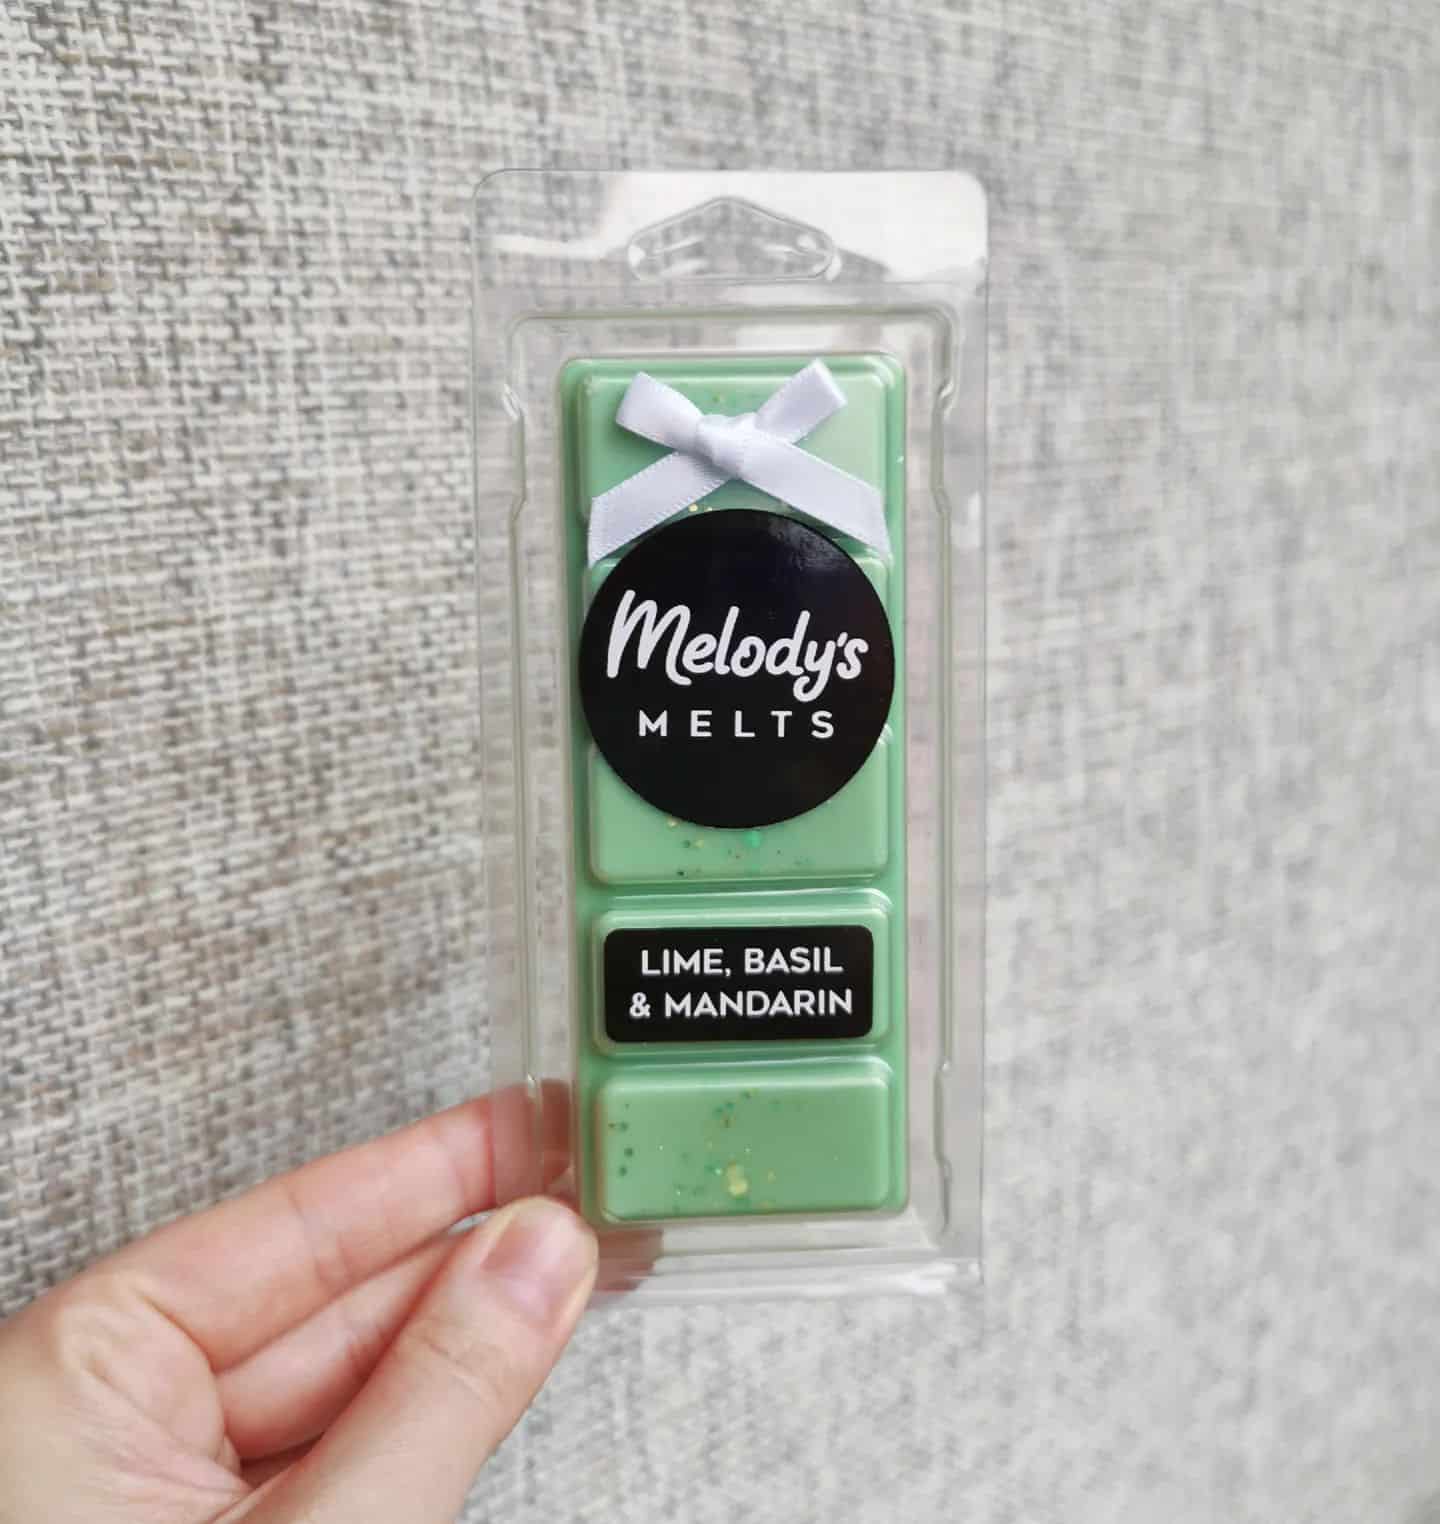 Melody's
MELTS
LIME, BASIL
& MANDARIN